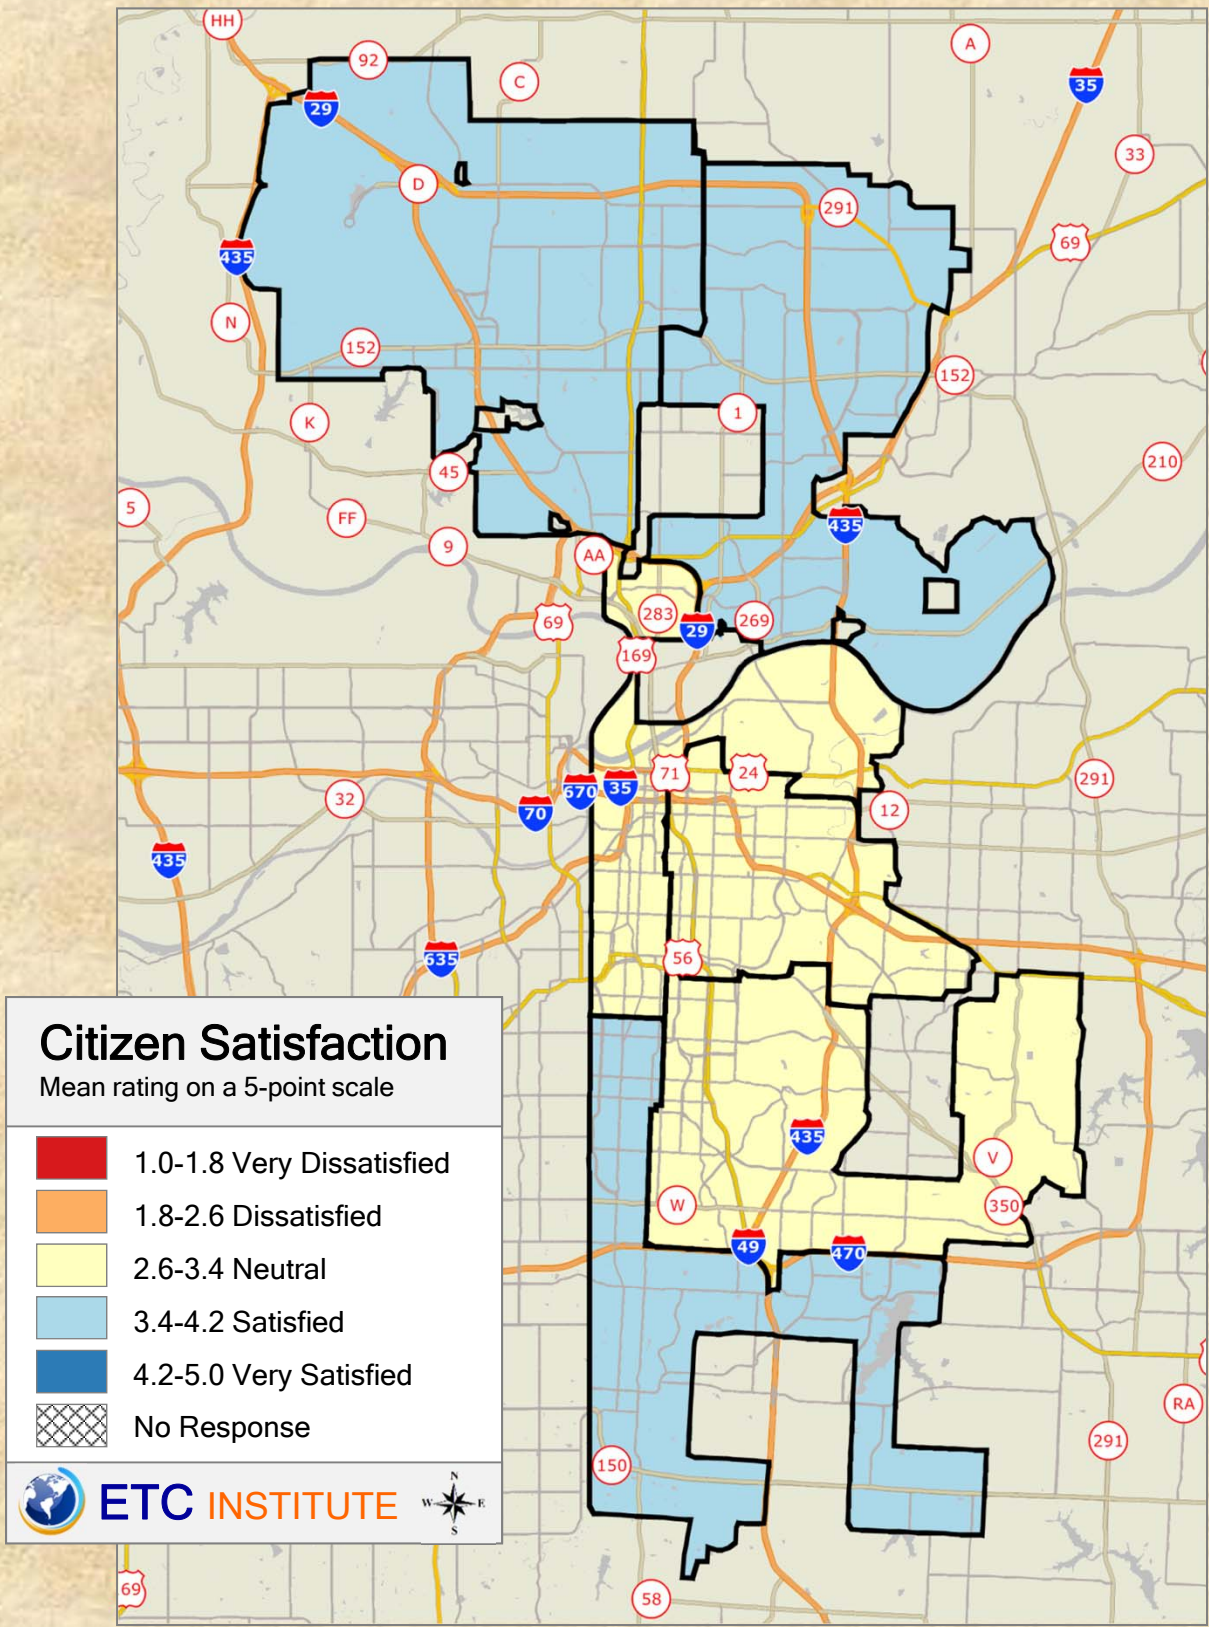 HH
92
C
A
29
35
33
D
291
69
435
N
152
152
K
1
45
210
5
FF
435
9
AA
283
69
29
269
169
71
24
291
670
35
32
70
12
435
56
635
Citizen Satisfaction
Mean rating on a 5-point scale
1.0-1.8 Very Dissatisfied
1.8-2.6 Dissatisfied
2.6-3.4 Neutral
3.4-4.2 Satisfied
4.2-5.0 Very Satisfied
No Response
ETC INSTITUTE
N
W E
S
435
V
W
350
49
470
RA
291
150
69
58